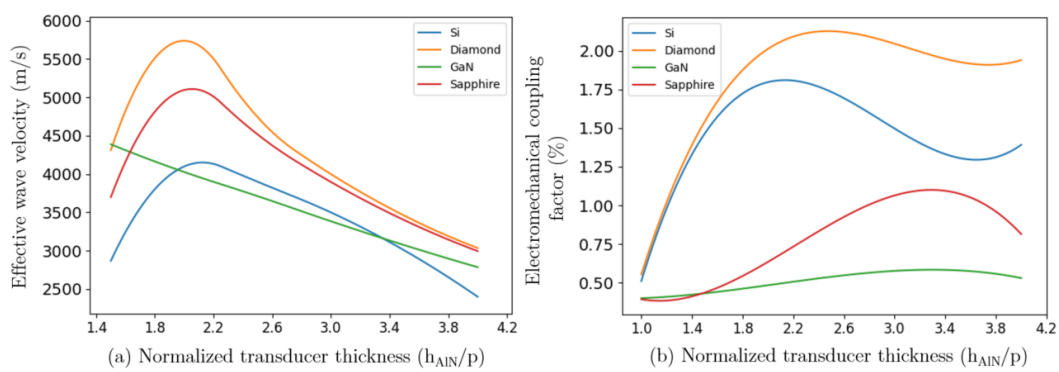 Effective wave velocity (m/s)
6000
5500
5000
4500
4000
3500
3000
2500
Si
Diamond
GaN
Sapphire
1.4 1.8 2.2 2.6 3.0 3.4 3.8 4.2
(a) Normalized transducer thickness (hAlN/p)
Electromechanical coupling
factor (%)
2.00
1.75
1.50
1.25
1.00
0.75
0.50
Si
Diamond
GaN
Sapphire
1.0 1.4 1.8 2.2 2.6 3.0 3.4 3.8 4.2
(b) Normalized transducer thickness (hAlN/p)